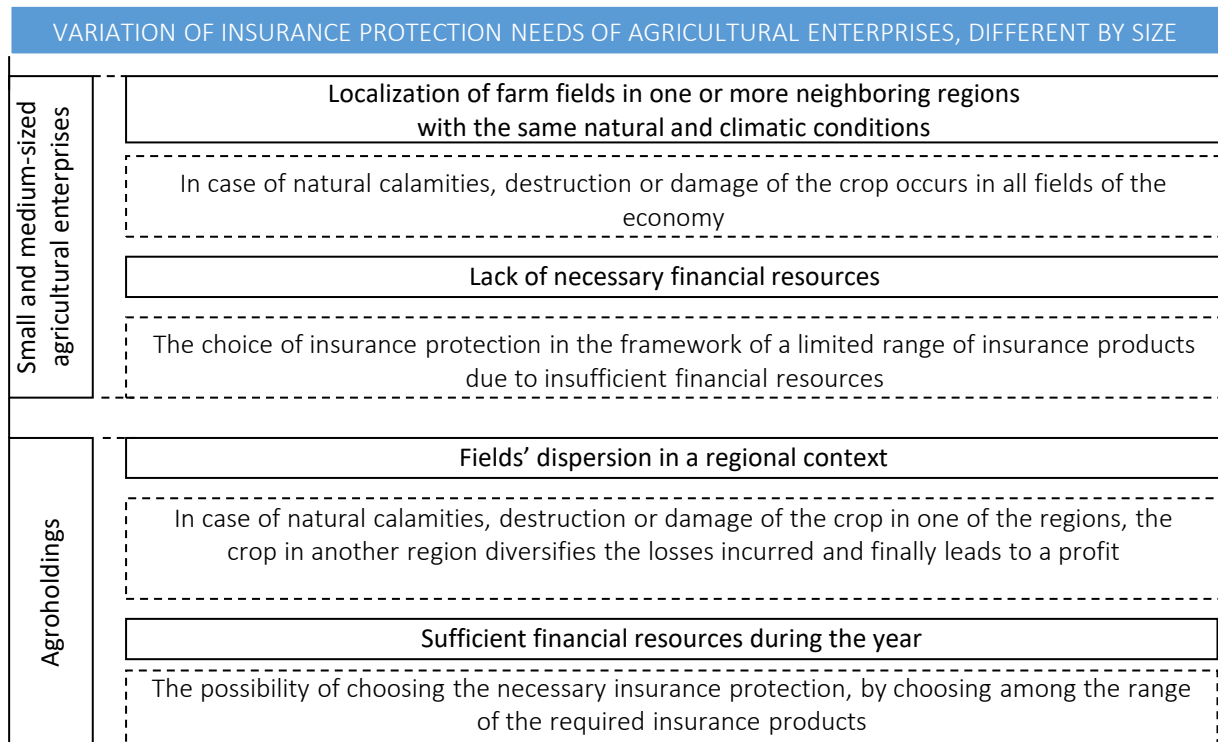 VARIATION OF INSURANCE PROTECTION NEEDS OF AGRICULTURAL ENTERPRISES, DIFFERENT BY SIZE
Small and medium-sized
agricultural enterprises
Localization of farm fields in one or more neighboring regions
with the same natural and climatic conditions
In case of natural calamities, destruction or damage of the crop occurs in all fields of the
economy
Lack of necessary financial resources
The choice of insurance protection in the framework of a limited range of insurance products
due to insufficient financial resources
Agroholdings
Fields’ dispersion in a regional context
In case of natural calamities, destruction or damage of the crop in one of the regions, the
crop in another region diversifies the losses incurred and finally leads to a profit
Sufficient financial resources during the year
The possibility of choosing the necessary insurance protection, by choosing among the range
of the required insurance products